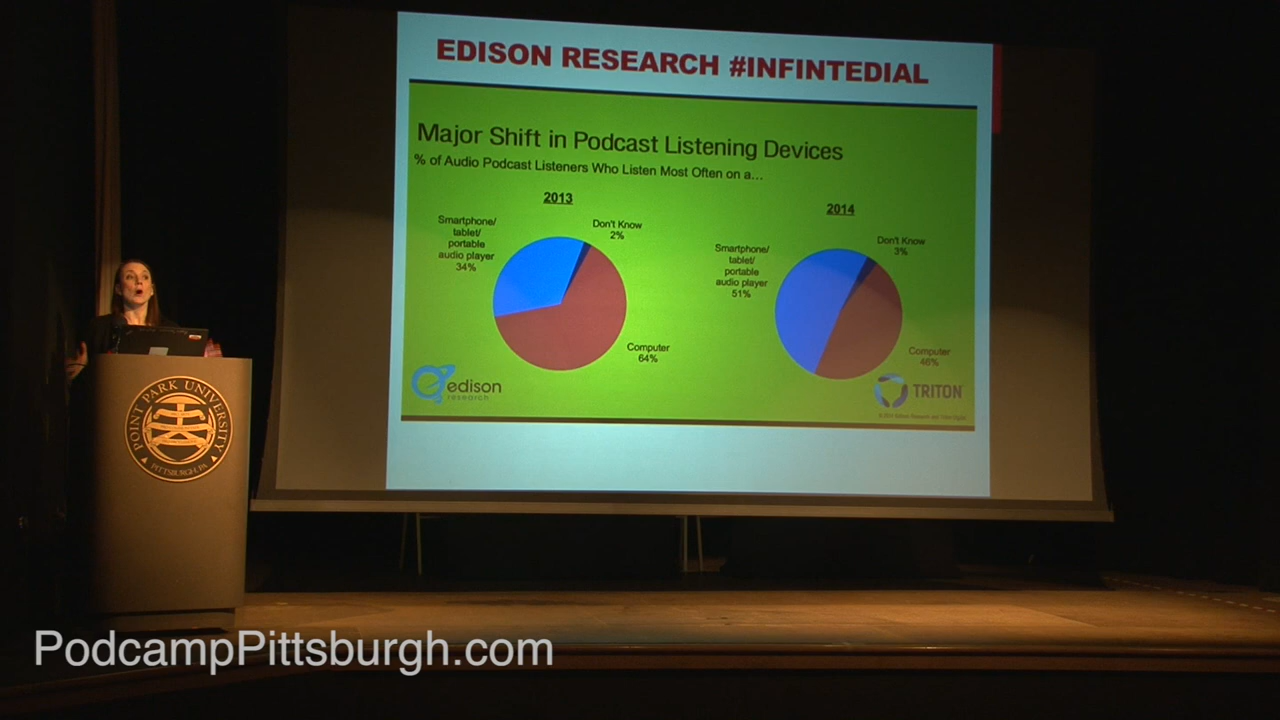 EDISON RESEARCH #INFINTEDIAL
Major Shift in Podcast Listening Devices
% of Audio Podcast Listeners Who Listen Most Often on a...
2013
Smartphone/
tablet/
portable
audio player
34%
Don't Know
2%
Computer
64%
2014
Smartphone/
tablet/
portable
audio player
51%
Don't Know
3%
Computer
46%
edison
research
TRITON
POINT PARK UNIVERSITY
PITTSBURGH, PA
PodcampPittsburgh.com